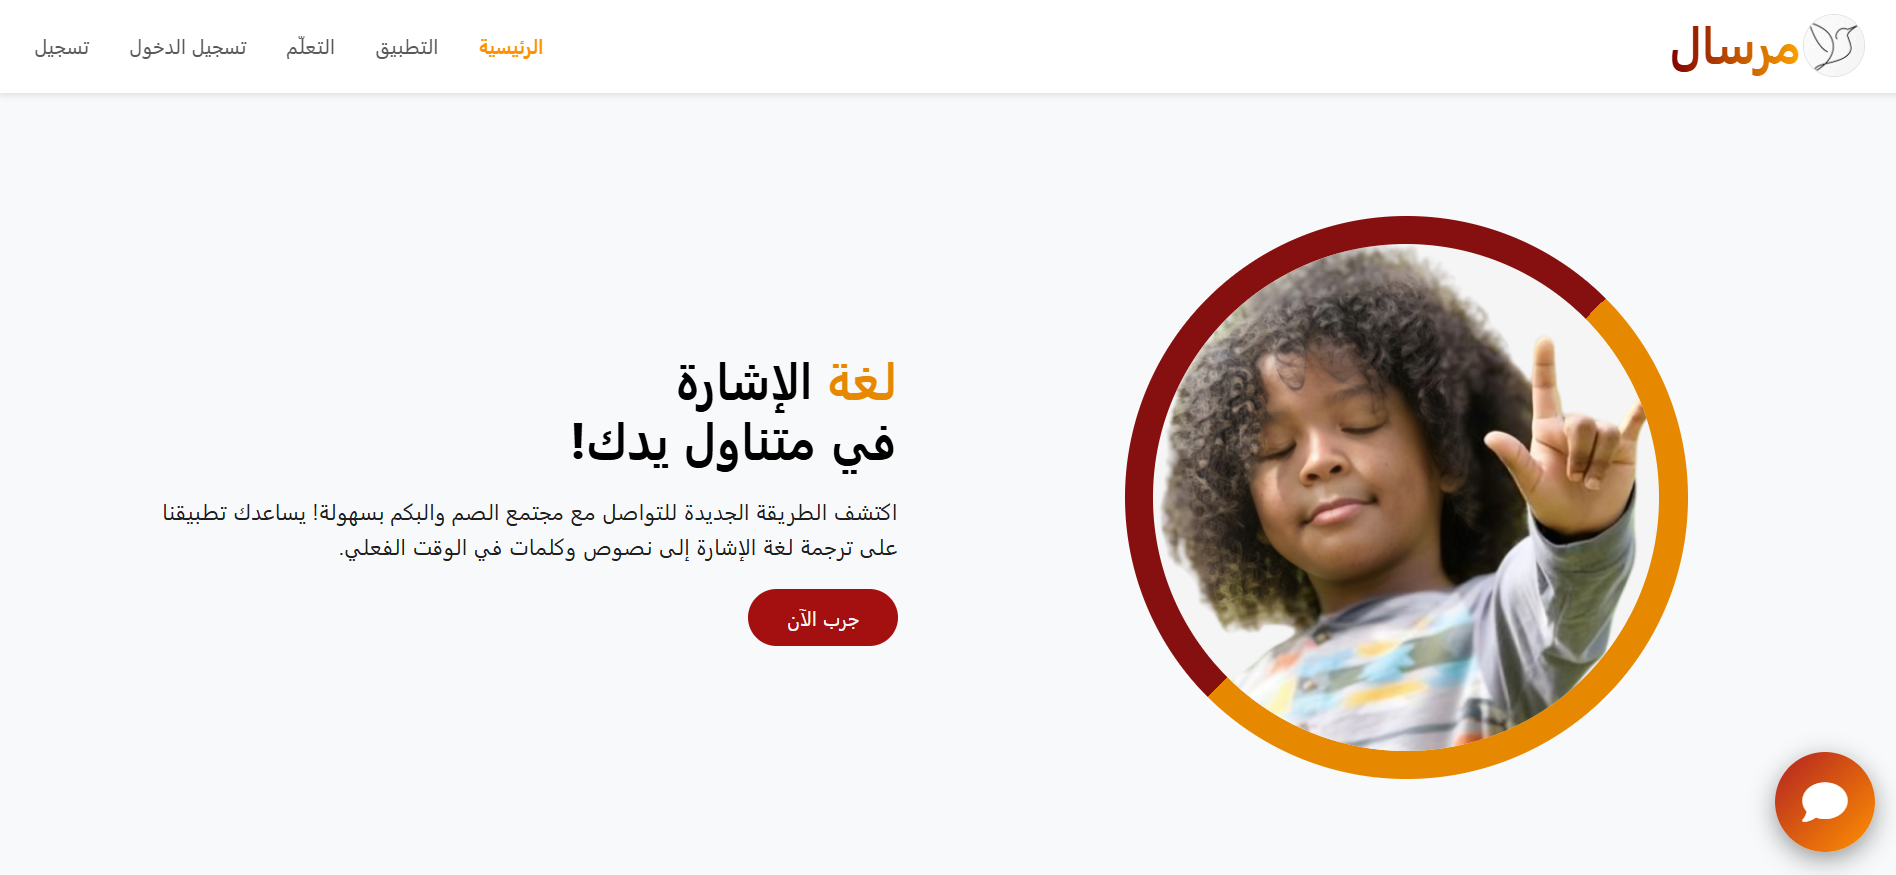 مرسال
الرئيسية
التطبيق
التعلّم
تسجيل الدخول
تسجيل
لغة الإشارة
في متناول يدك!
اكتشف الطريقة الجديدة للتواصل مع مجتمع الصم والبكم بسهولة! يساعدك تطبيقنا
على ترجمة لغة الإشارة إلى نصوص وكلمات في الوقت الفعلي.
جرب الآن